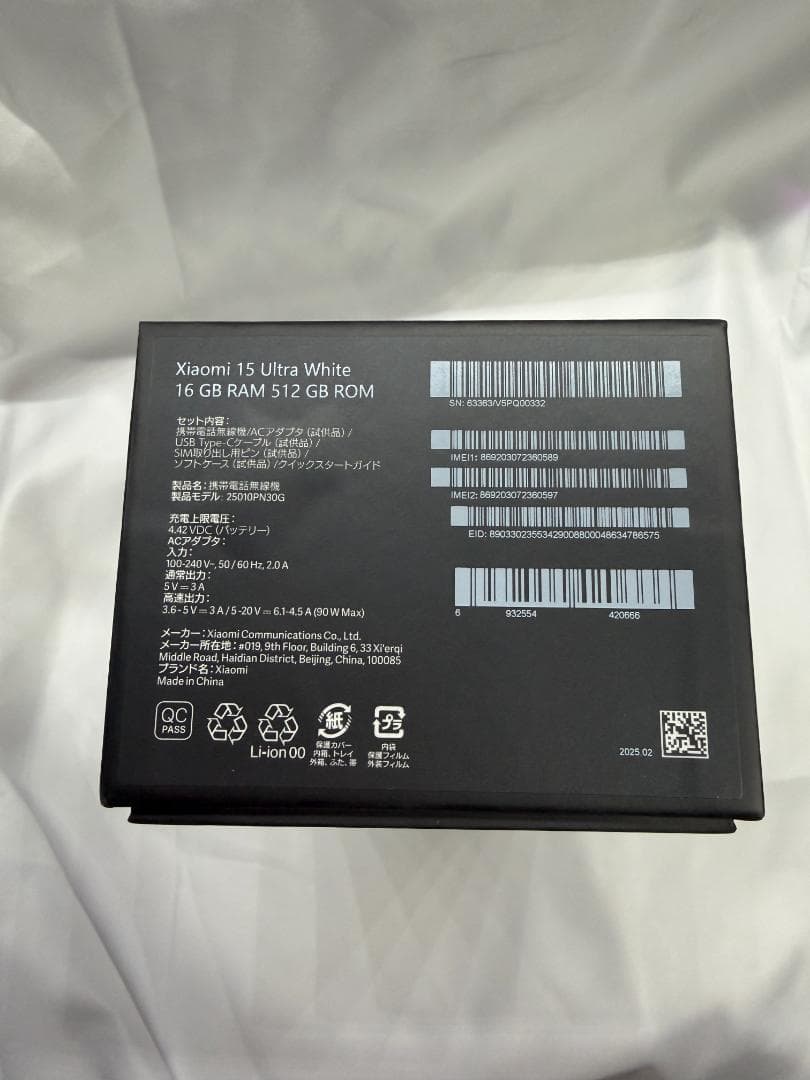 Xiaomi 15 Ultra White
16 GB RAM 512 GB ROM
セット内容：
携帯電話無線機/ACアダプタ（試供品）/
USB Type-Cケーブル（試供品）/
SIM取り出し用ピン（試供品）/
ソフトケース（試供品）/クイックスタートガイド
製品名：携帯電話無線機
製品モデル：25010PN30G
充電上限電圧：
4.42 VDC（バッテリー）
ACアダプタ：
入力：
100-240 V~, 50 / 60 Hz, 2.0 A
通常出力：
5 V ⎓ 3 A
高速出力：
3.6 - 5 V ⎓ 3 A / 5 -20 V ⎓ 6.1-4.5 A (90 W Max)
メーカー：Xiaomi Communications Co., Ltd.
メーカー所在地：#019, 9th Floor, Building 6, 33 Xi'erqi
Middle Road, Haidian District, Beijing, China, 100085
ブランド名：Xiaomi
Made in China
QC
PASS
Li-ion 00
紙
保護カバー
内箱、トレイ
外箱、ふた、帯
プラ
内袋
保護フィルム
外装フィルム
SN: 63363/V5PQ00332
IMEI1: 869203072360589
IMEI2: 869203072360597
EID: 89033023553429008800048634786575
6 932554 420666
2025.02